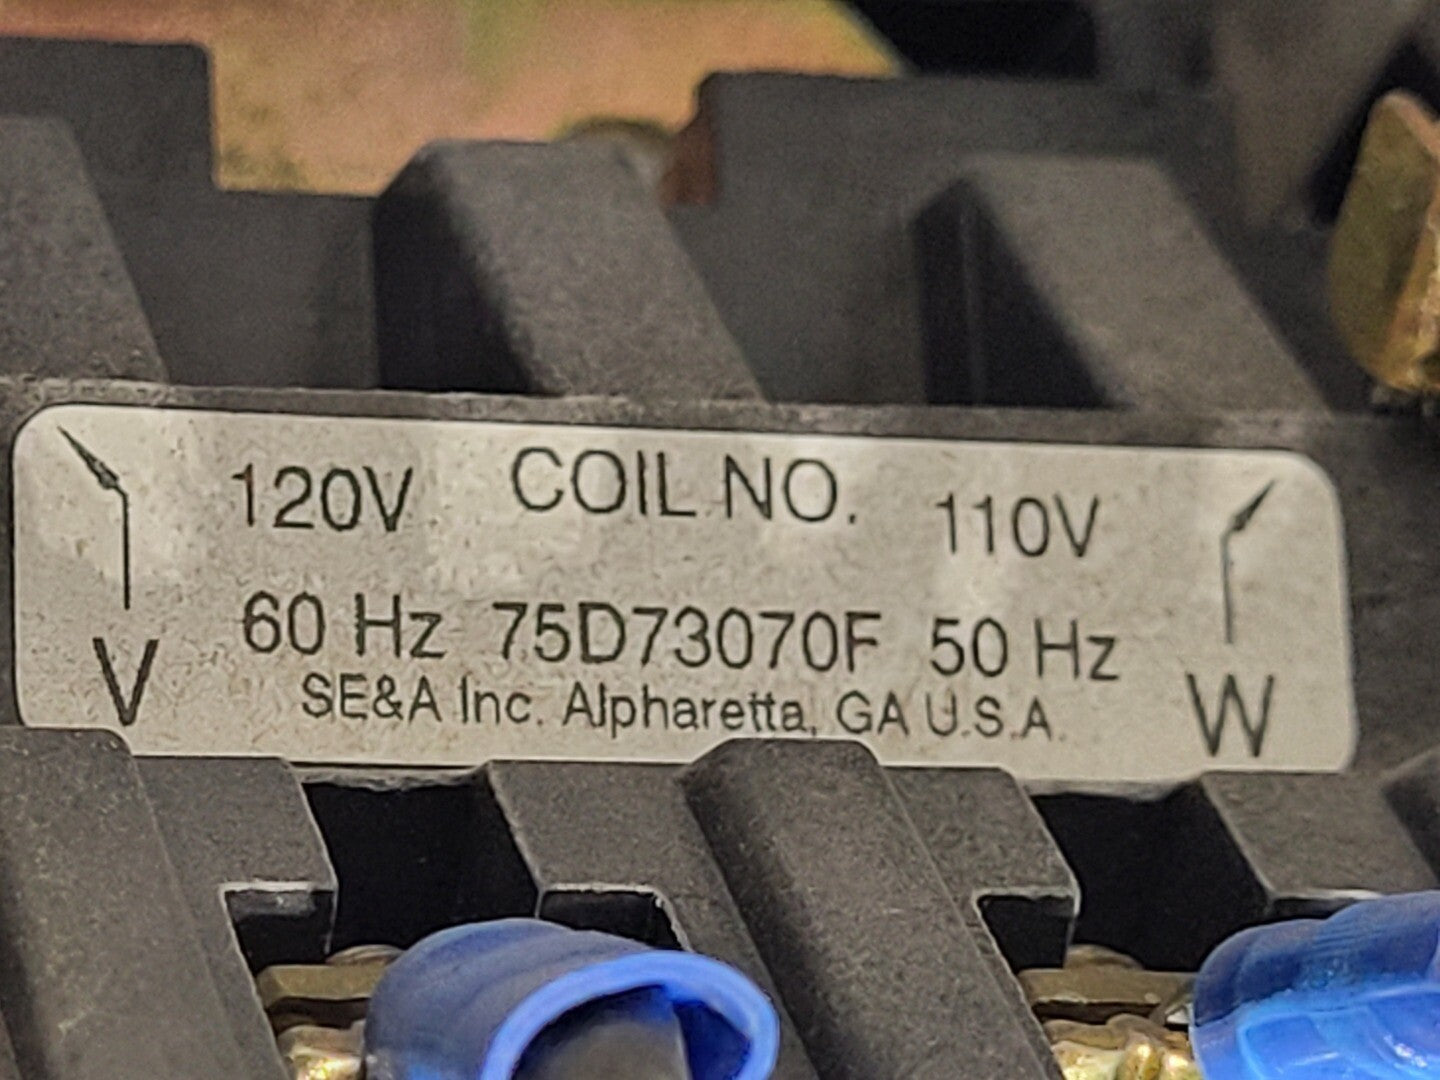 120V COIL NO. 110V
60 Hz 75D73070F 50 Hz
V SE&A Inc. Alpharetta, GA U.S.A. W